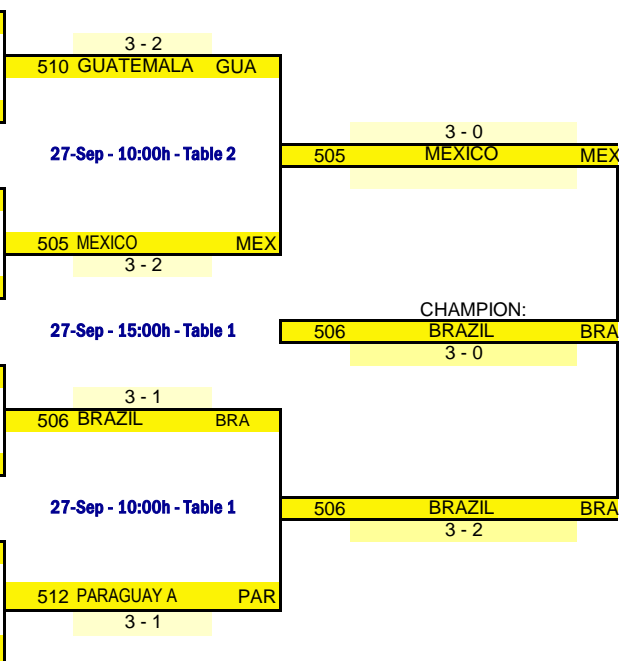 3 - 2
510 GUATEMALA GUA
27-Sep - 10:00h - Table 2
3 - 0
505 MEXICO MEX
505 MEXICO MEX
3 - 2
27-Sep - 15:00h - Table 1
CHAMPION:
506 BRAZIL BRA
3 - 0
3 - 1
506 BRAZIL BRA
27-Sep - 10:00h - Table 1
506 BRAZIL BRA
3 - 2
512 PARAGUAY A PAR
3 - 1